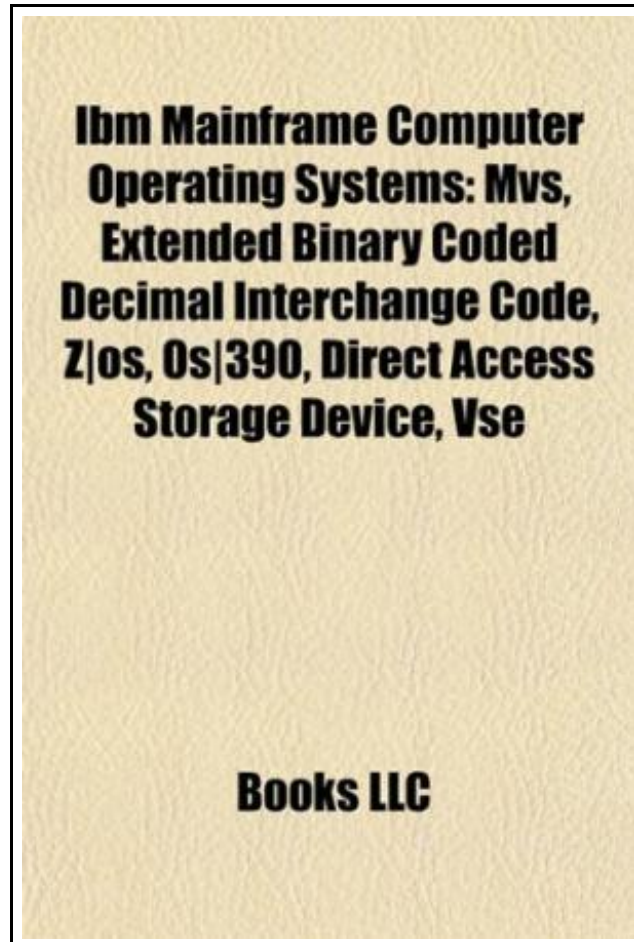 Ibm Mainframe Computer
Operating Systems: Mvs,
Extended Binary Coded
Decimal Interchange Code,
Z|os, Os|390, Direct Access
Storage Device, Vse
Books LLC